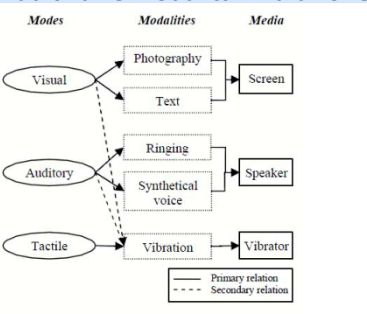 Modes Modalities Media
Photography
Visual
Screen
Text
Ringing
Auditory
Speaker
Synthetical
voice
Tactile
Vibration
Vibrator
Primary relation
Secondary relation